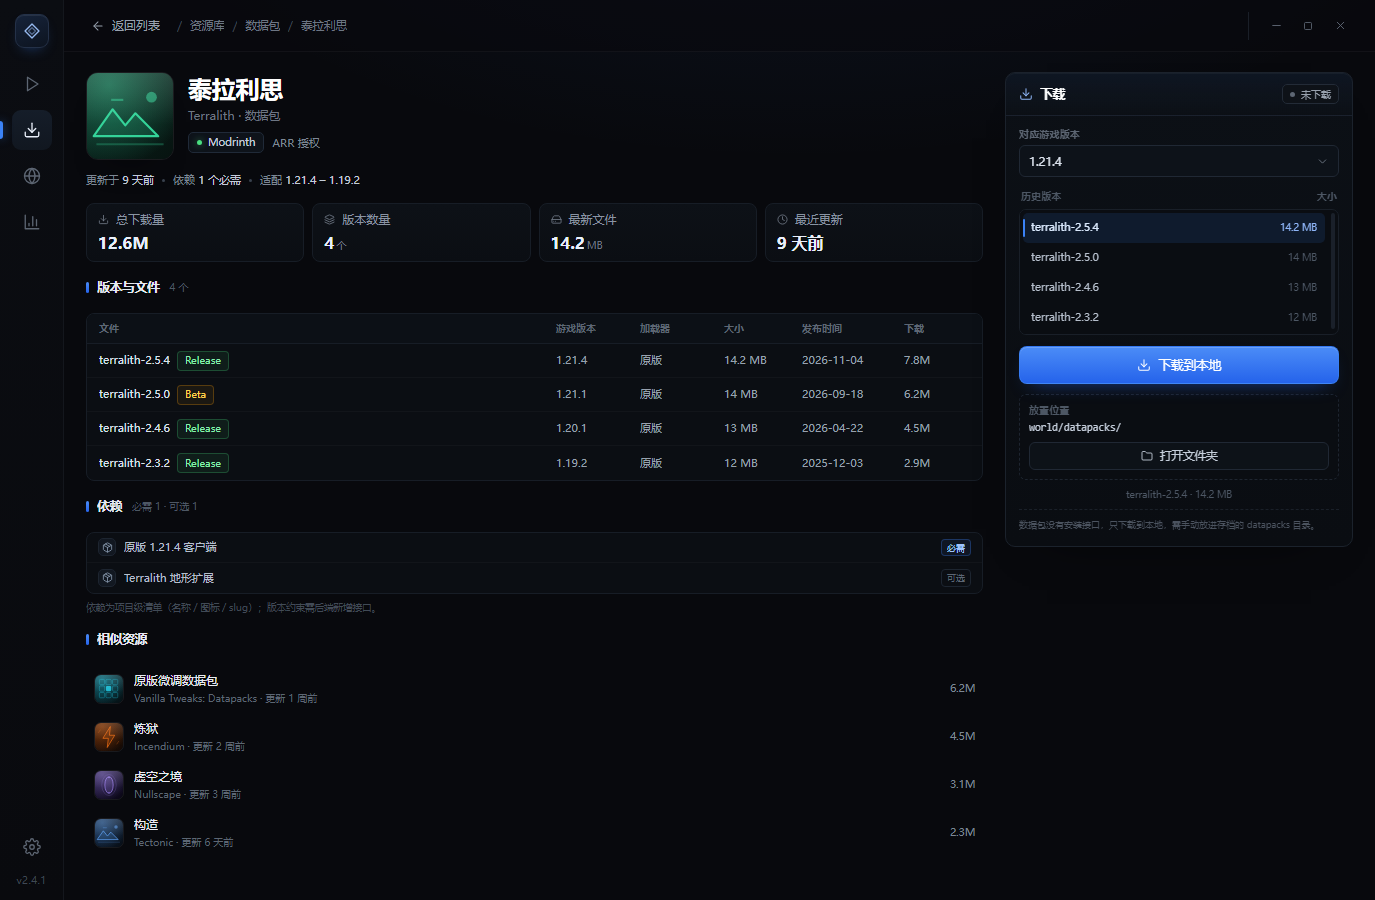 返回列表 / 资源库 / 数据包 / 泰拉利思
泰拉利思
Terralith · 数据包
Modrinth ARR 授权
更新于 9 天前 · 依赖 1 个必需 · 适配 1.21.4 – 1.19.2
总下载量
12.6M
版本数量
4 个
最新文件
14.2 MB
最近更新
9 天前
版本与文件 4 个
文件 游戏版本 加载器 大小 发布时间 下载
terralith-2.5.4 Release 1.21.4 原版 14.2 MB 2026-11-04 7.8M
terralith-2.5.0 Beta 1.21.1 原版 14 MB 2026-09-18 6.2M
terralith-2.4.6 Release 1.20.1 原版 13 MB 2026-04-22 4.5M
terralith-2.3.2 Release 1.19.2 原版 12 MB 2025-12-03 2.9M
依赖 必需 1 · 可选 1
原版 1.21.4 客户端 必需
Terralith 地形扩展 可选
依赖为项目级清单（名称 / 图标 / slug）；版本约束需后端新增接口。
相似资源
原版微调数据包
Vanilla Tweaks: Datapacks · 更新 1 周前
6.2M
炼狱
Incendium · 更新 2 周前
4.5M
虚空之境
Nullscape · 更新 3 周前
3.1M
构造
Tectonic · 更新 6 天前
2.3M
下载 未下载
对应游戏版本
1.21.4
历史版本 大小
terralith-2.5.4 14.2 MB
terralith-2.5.0 14 MB
terralith-2.4.6 13 MB
terralith-2.3.2 12 MB
下载到本地
放置位置
world/datapacks/
打开文件夹
terralith-2.5.4 · 14.2 MB
数据包没有安装接口，只下载到本地，需手动放进存档的 datapacks 目录。
v2.4.1